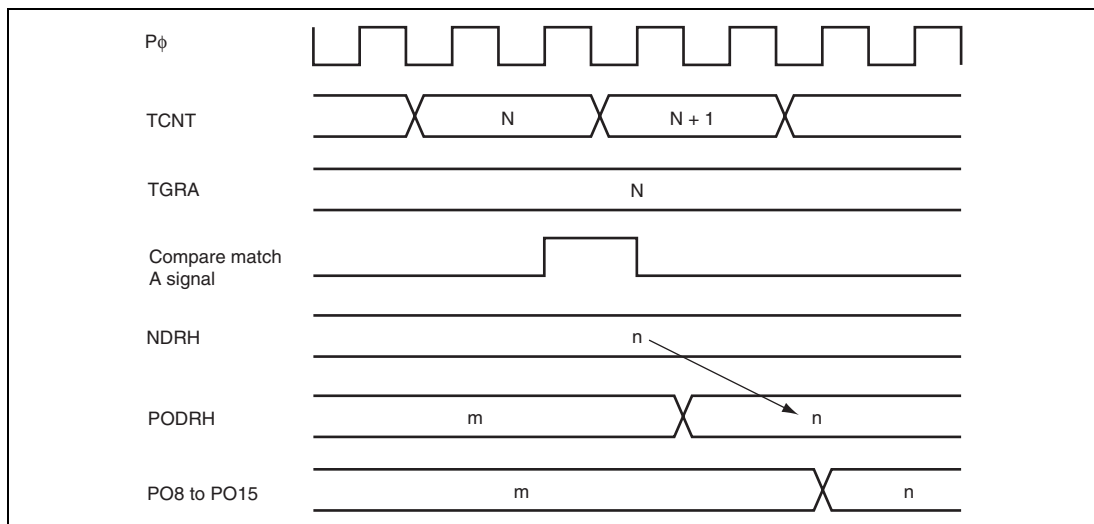 Pϕ
TCNT
N
N + 1
TGRA
N
Compare match
A signal
NDRH
n
PODRH
m
n
PO8 to PO15
m
n